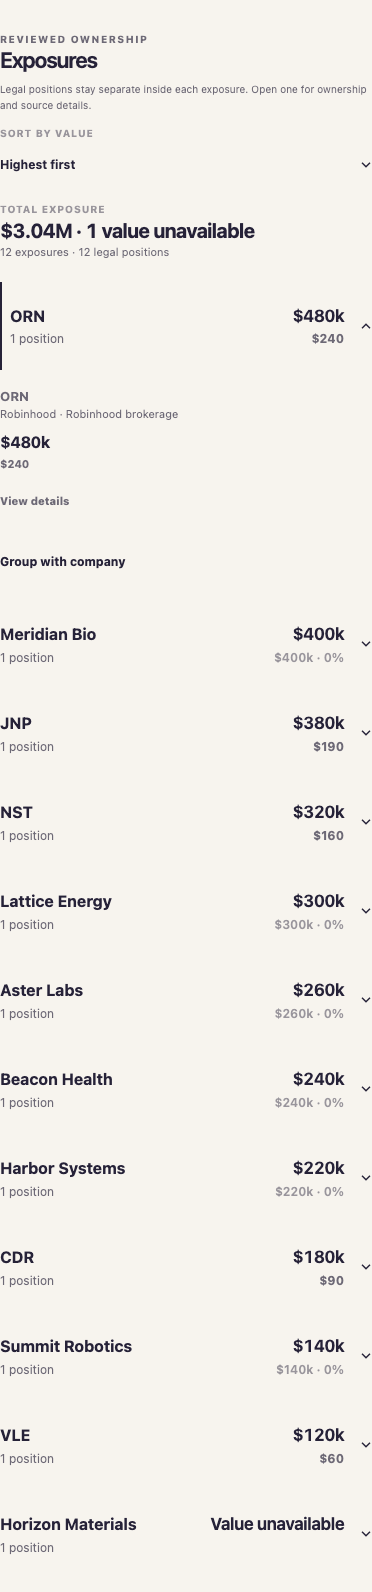 REVIEWED OWNERSHIP
Exposures
Legal positions stay separate inside each exposure. Open one for ownership
and source details.
SORT BY VALUE
Highest first
TOTAL EXPOSURE
$3.04M · 1 value unavailable
12 exposures · 12 legal positions
ORN $480k
1 position $240
ORN
Robinhood · Robinhood brokerage
$480k
$240
View details
Group with company
Meridian Bio $400k
1 position $400k · 0%
JNP $380k
1 position $190
NST $320k
1 position $160
Lattice Energy $300k
1 position $300k · 0%
Aster Labs $260k
1 position $260k · 0%
Beacon Health $240k
1 position $240k · 0%
Harbor Systems $220k
1 position $220k · 0%
CDR $180k
1 position $90
Summit Robotics $140k
1 position $140k · 0%
VLE $120k
1 position $60
Horizon Materials Value unavailable
1 position